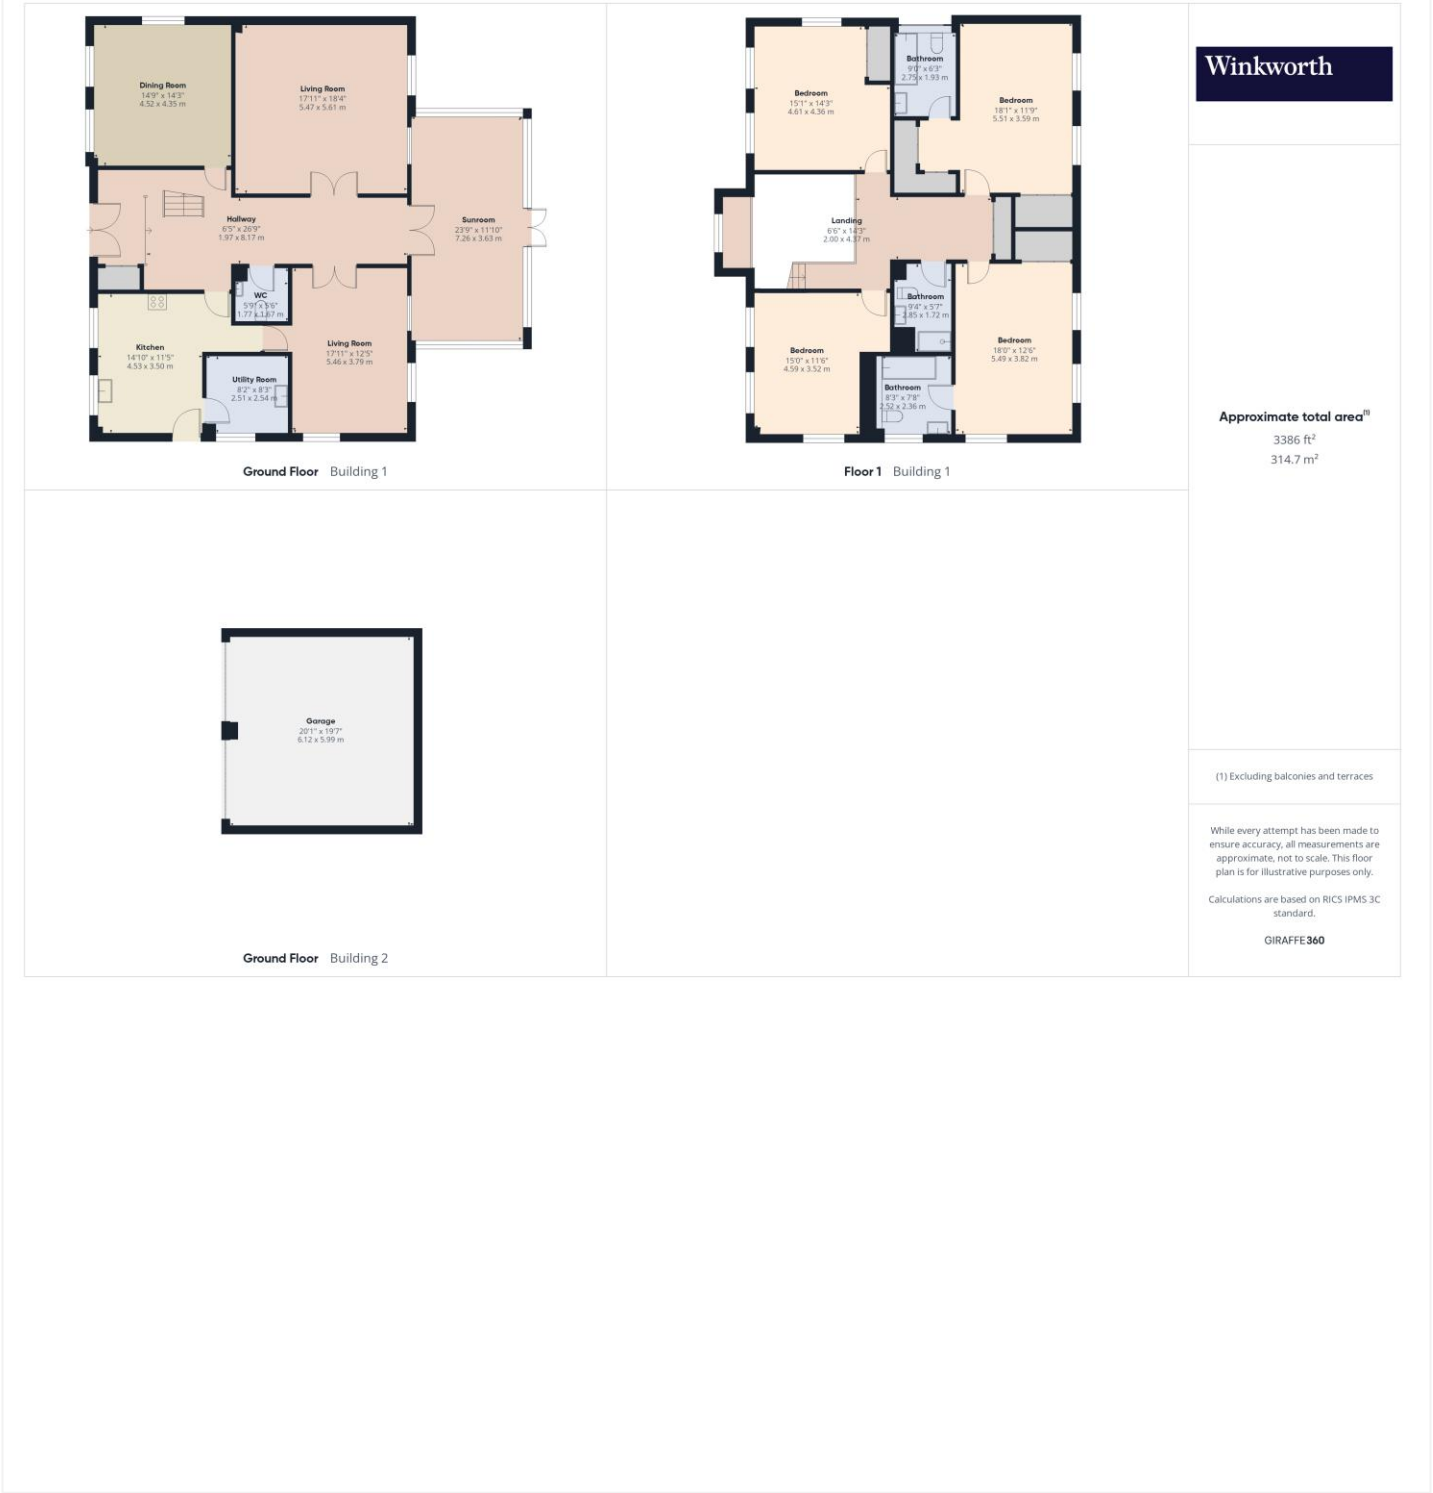 Dining Room
14'9" x 14'3"
4.52 x 4.35 m
Living Room
17'11" x 18'4"
5.47 x 5.61 m
Hallway
6'5" x 26'9"
1.97 x 8.17 m
Sunroom
23'9" x 11'10"
7.26 x 3.63 m
WC
5'9" x 5'6"
1.77 x 1.67 m
Kitchen
14'10" x 11'5"
4.53 x 3.50 m
Living Room
17'11" x 12'5"
5.46 x 3.79 m
Utility Room
8'2" x 8'3"
2.51 x 2.54 m
Ground Floor Building 1
Bedroom
15'1" x 14'3"
4.61 x 4.36 m
Bathroom
9'0" x 6'3"
2.75 x 1.93 m
Bedroom
18'1" x 11'9"
5.51 x 3.59 m
Landing
6'6" x 14'3"
2.00 x 4.37 m
Bathroom
9'4" x 5'7"
2.85 x 1.72 m
Bedroom
15'0" x 11'6"
4.59 x 3.52 m
Bedroom
18'0" x 12'6"
5.49 x 3.82 m
Bathroom
8'3" x 7'8"
2.52 x 2.36 m
Floor 1 Building 1
Garage
20'1" x 19'7"
6.12 x 5.99 m
Ground Floor Building 2
Winkworth
Approximate total area(1)
3386 ft²
314.7 m²
(1) Excluding balconies and terraces
While every attempt has been made to
ensure accuracy, all measurements are
approximate, not to scale. This floor
plan is for illustrative purposes only.
Calculations are based on RICS IPMS 3C
standard.
GIRAFFE360